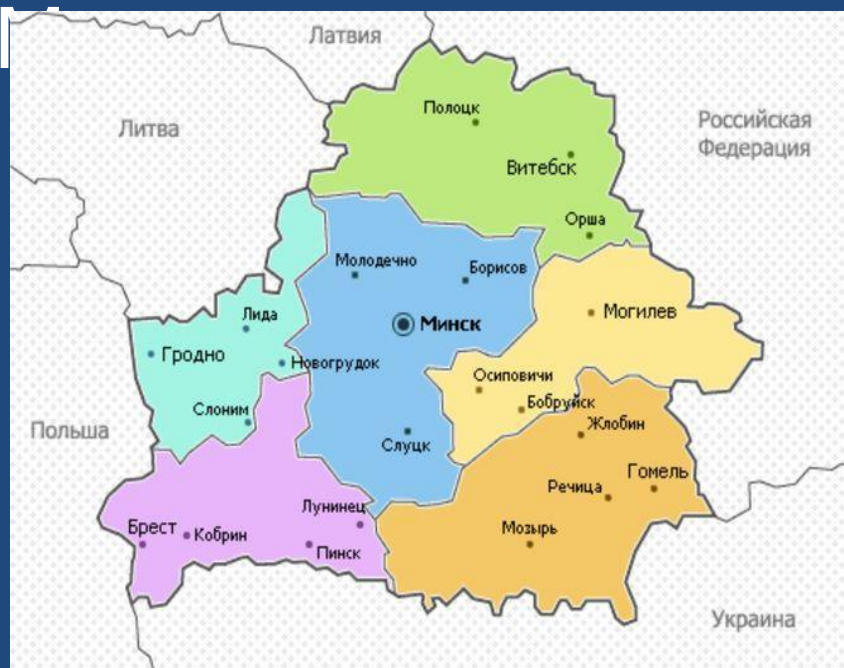 Латвия
Литва
Полоцк
Российская
Федерация
Витебск
Орша
Молодечно
Борисов
Лида
Минск
Могилев
Гродно
Новогрудок
Осиповичи
Бобруйск
Слоним
Жлобин
Польша
Слуцк
Гомель
Речица
Лунинец
Брест
Кобрин
Мозырь
Пинск
Украина